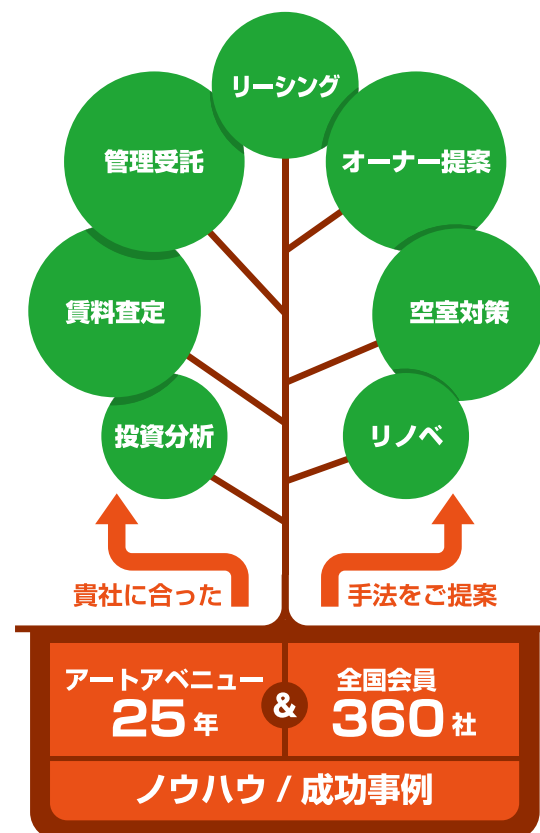 リーシング
管理受託
オーナー提案
賃料査定
空室対策
投資分析
リノベ
貴社に合った
手法をご提案
アートアベニュー
25年
&
全国会員
360社
ノウハウ / 成功事例